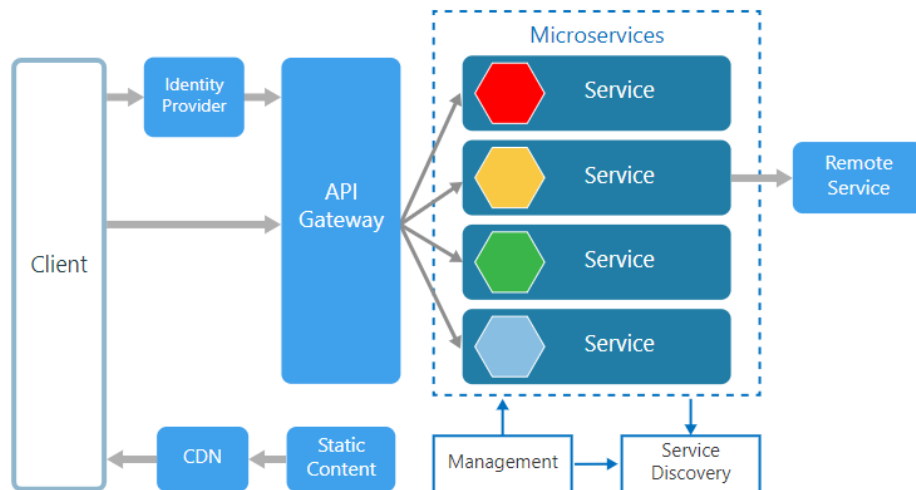 Microservices
Client
Identity
Provider
API
Gateway
Service
Service
Service
Service
Remote
Service
CDN
Static
Content
Management
Service
Discovery